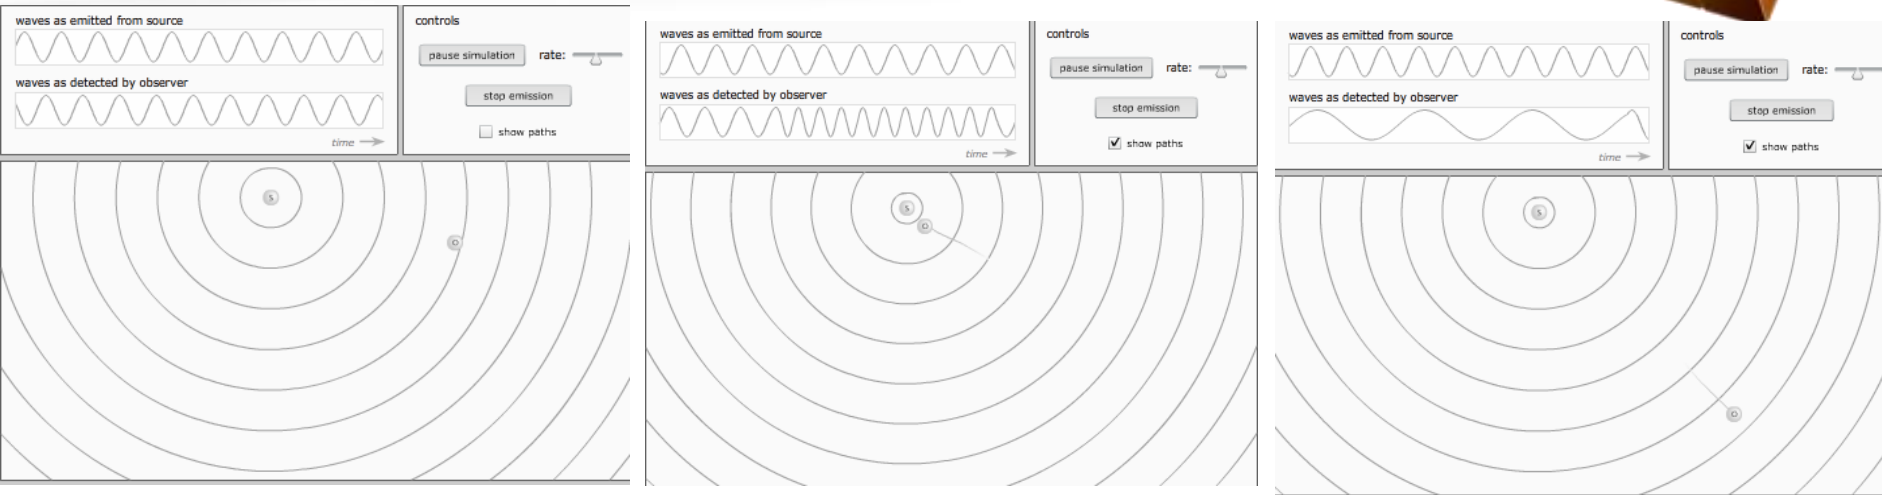 waves as emitted from source
waves as detected by observer
time
controls
pause simulation rate:
stop emission
show paths
S
O
waves as emitted from source
waves as detected by observer
time
controls
pause simulation rate:
stop emission
show paths
S
O
waves as emitted from source
waves as detected by observer
time
controls
pause simulation rate:
stop emission
show paths
S
O